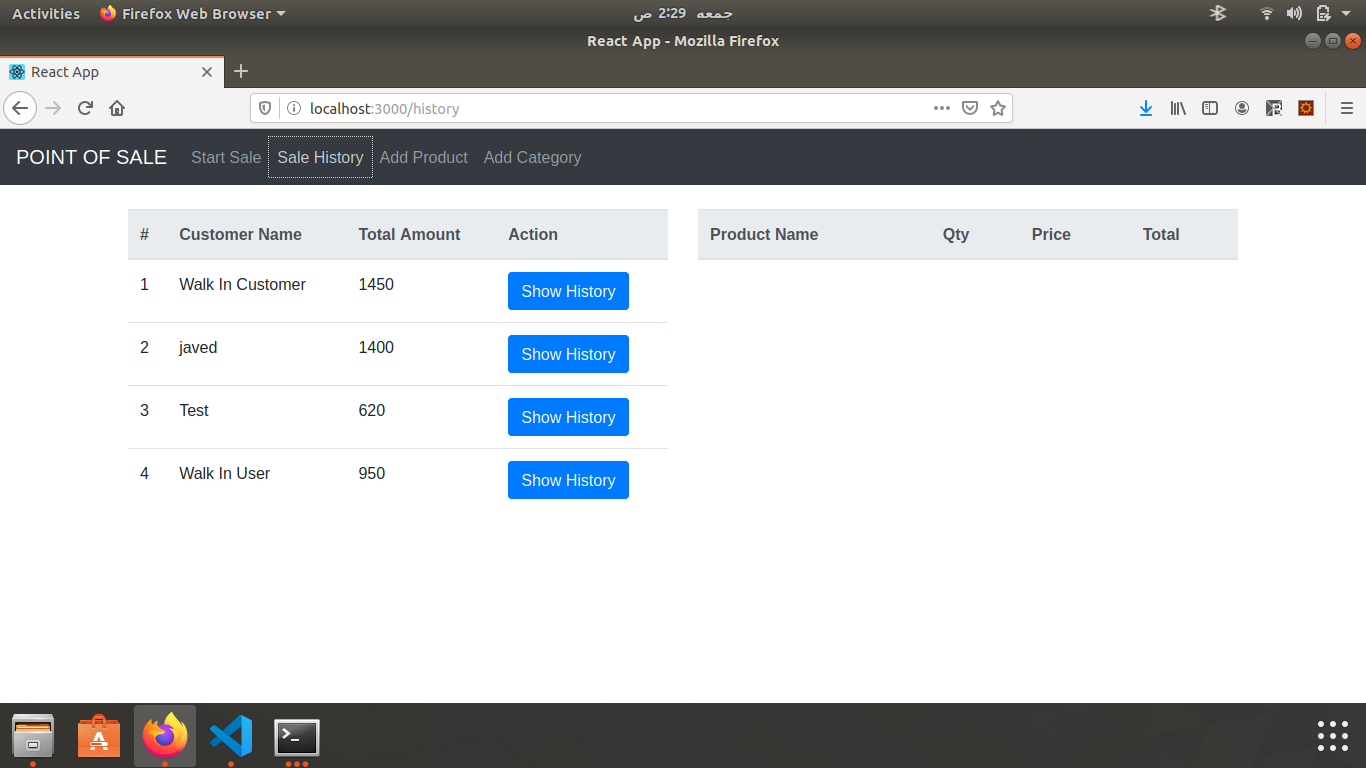 Activities Firefox Web Browser جمعه 2:29 ص
React App - Mozilla Firefox
React App
localhost:3000/history
POINT OF SALE Start Sale Sale History Add Product Add Category
# Customer Name Total Amount Action
1 Walk In Customer 1450 Show History
2 javed 1400 Show History
3 Test 620 Show History
4 Walk In User 950 Show History
Product Name Qty Price Total